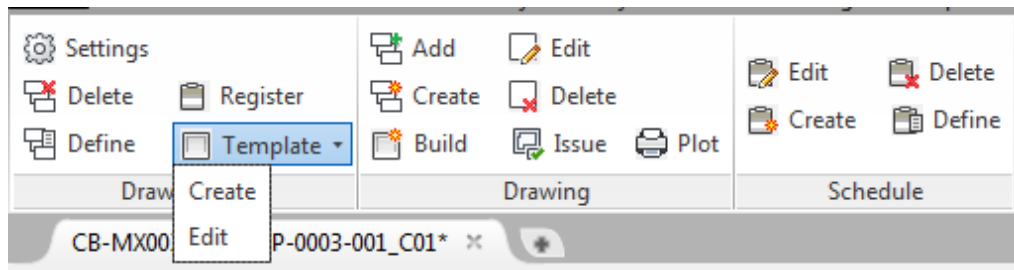 Settings
Delete
Register
Define
Template
Create
Edit
Draw
Add
Edit
Create
Delete
Build
Issue
Plot
Drawing
Edit
Delete
Create
Define
Schedule
CB-MX00 P-0003-001_C01*